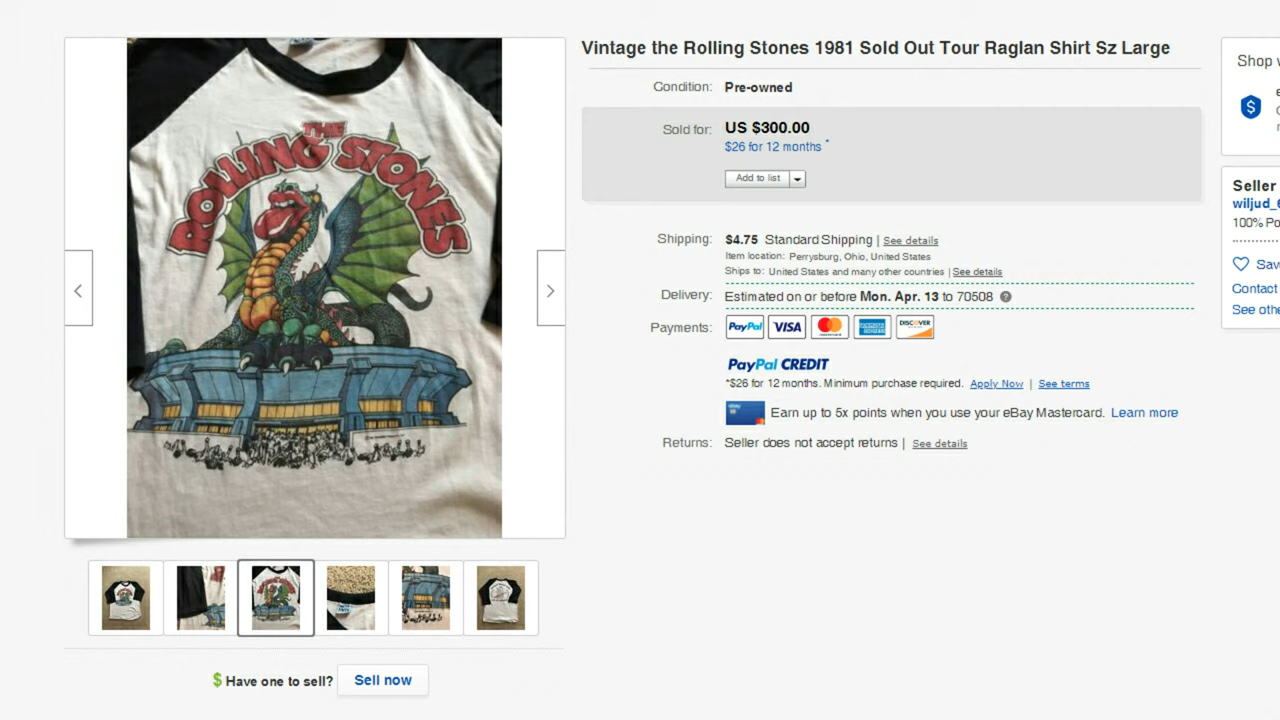 THE
ROLLING STONES
Vintage the Rolling Stones 1981 Sold Out Tour Raglan Shirt Sz Large
Condition: Pre-owned
Sold for: US $300.00
$26 for 12 months *
Add to list
Shipping: $4.75 Standard Shipping | See details
Item location: Perrysburg, Ohio, United States
Ships to: United States and many other countries | See details
Delivery: Estimated on or before Mon. Apr. 13 to 70508 ?
Payments: PayPal VISA mastercard AMERICAN EXPRESS DISCOVER
PayPal CREDIT
*$26 for 12 months. Minimum purchase required. Apply Now | See terms
ebay Earn up to 5x points when you use your eBay Mastercard. Learn more
Returns: Seller does not accept returns | See details
$ Have one to sell? Sell now
Shop
$
Seller
wiljud_
100% Po
Contact